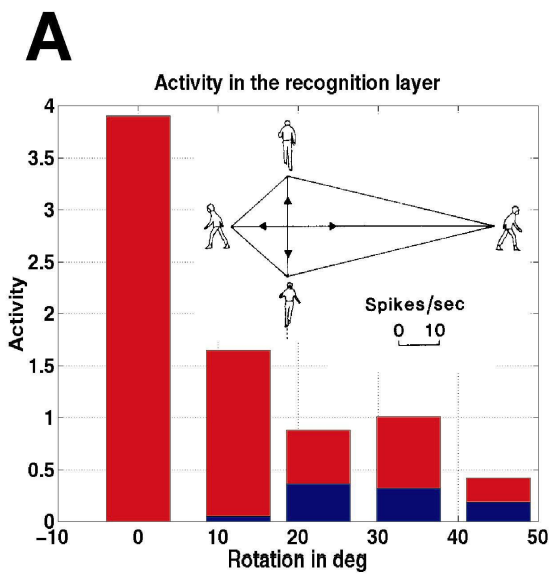 A
Activity in the recognition layer
4
3.5
3
2.5
2
1.5
1
0.5
0
Activity
Spikes/sec
0 10
−10 0 10 20 30 40 50
Rotation in deg